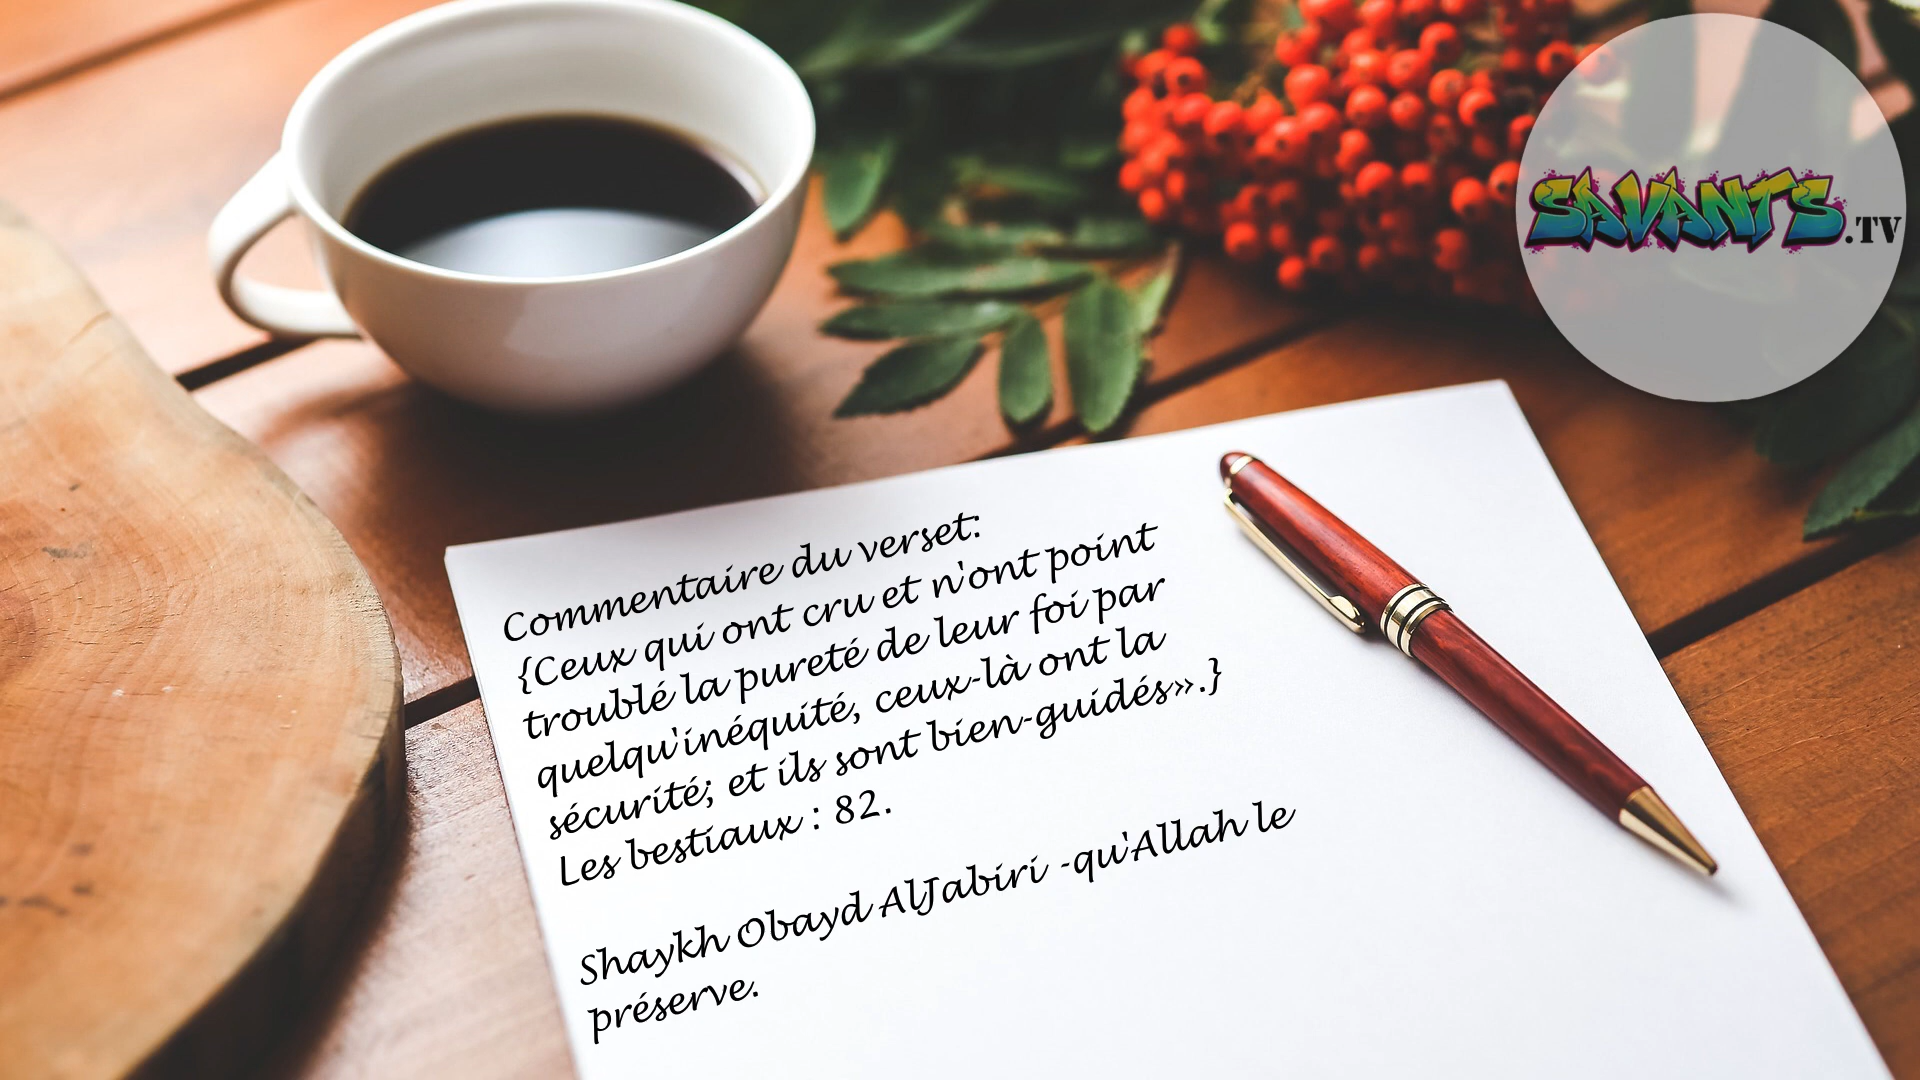 SAVANTS.TV
Commentaire du verset:
{Ceux qui ont cru et n'ont point
troublé la pureté de leur foi par
quelqu'inéquité, ceux-là ont la
sécurité; et ils sont bien-guidés».}
Les bestiaux : 82.
Shaykh Obayd AlJabiri -qu'Allah le
préserve.